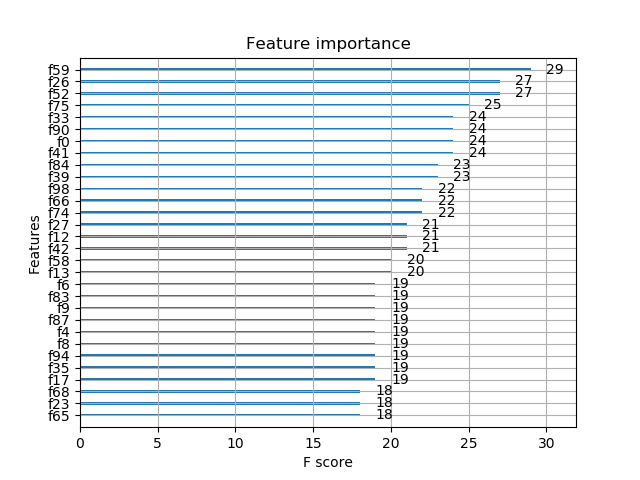 Feature importance
Features
f59 29
f26 27
f52 27
f75 25
f33 24
f90 24
f0 24
f41 24
f84 23
f39 23
f98 22
f66 22
f74 22
f27 21
f12 21
f42 21
f58 20
f13 20
f6 19
f83 19
f9 19
f87 19
f4 19
f8 19
f94 19
f35 19
f17 19
f68 18
f23 18
f65 18
0 5 10 15 20 25 30
F score